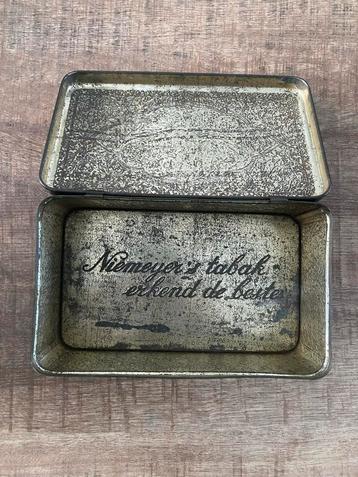 Niemeyer's tabak
erkend de beste